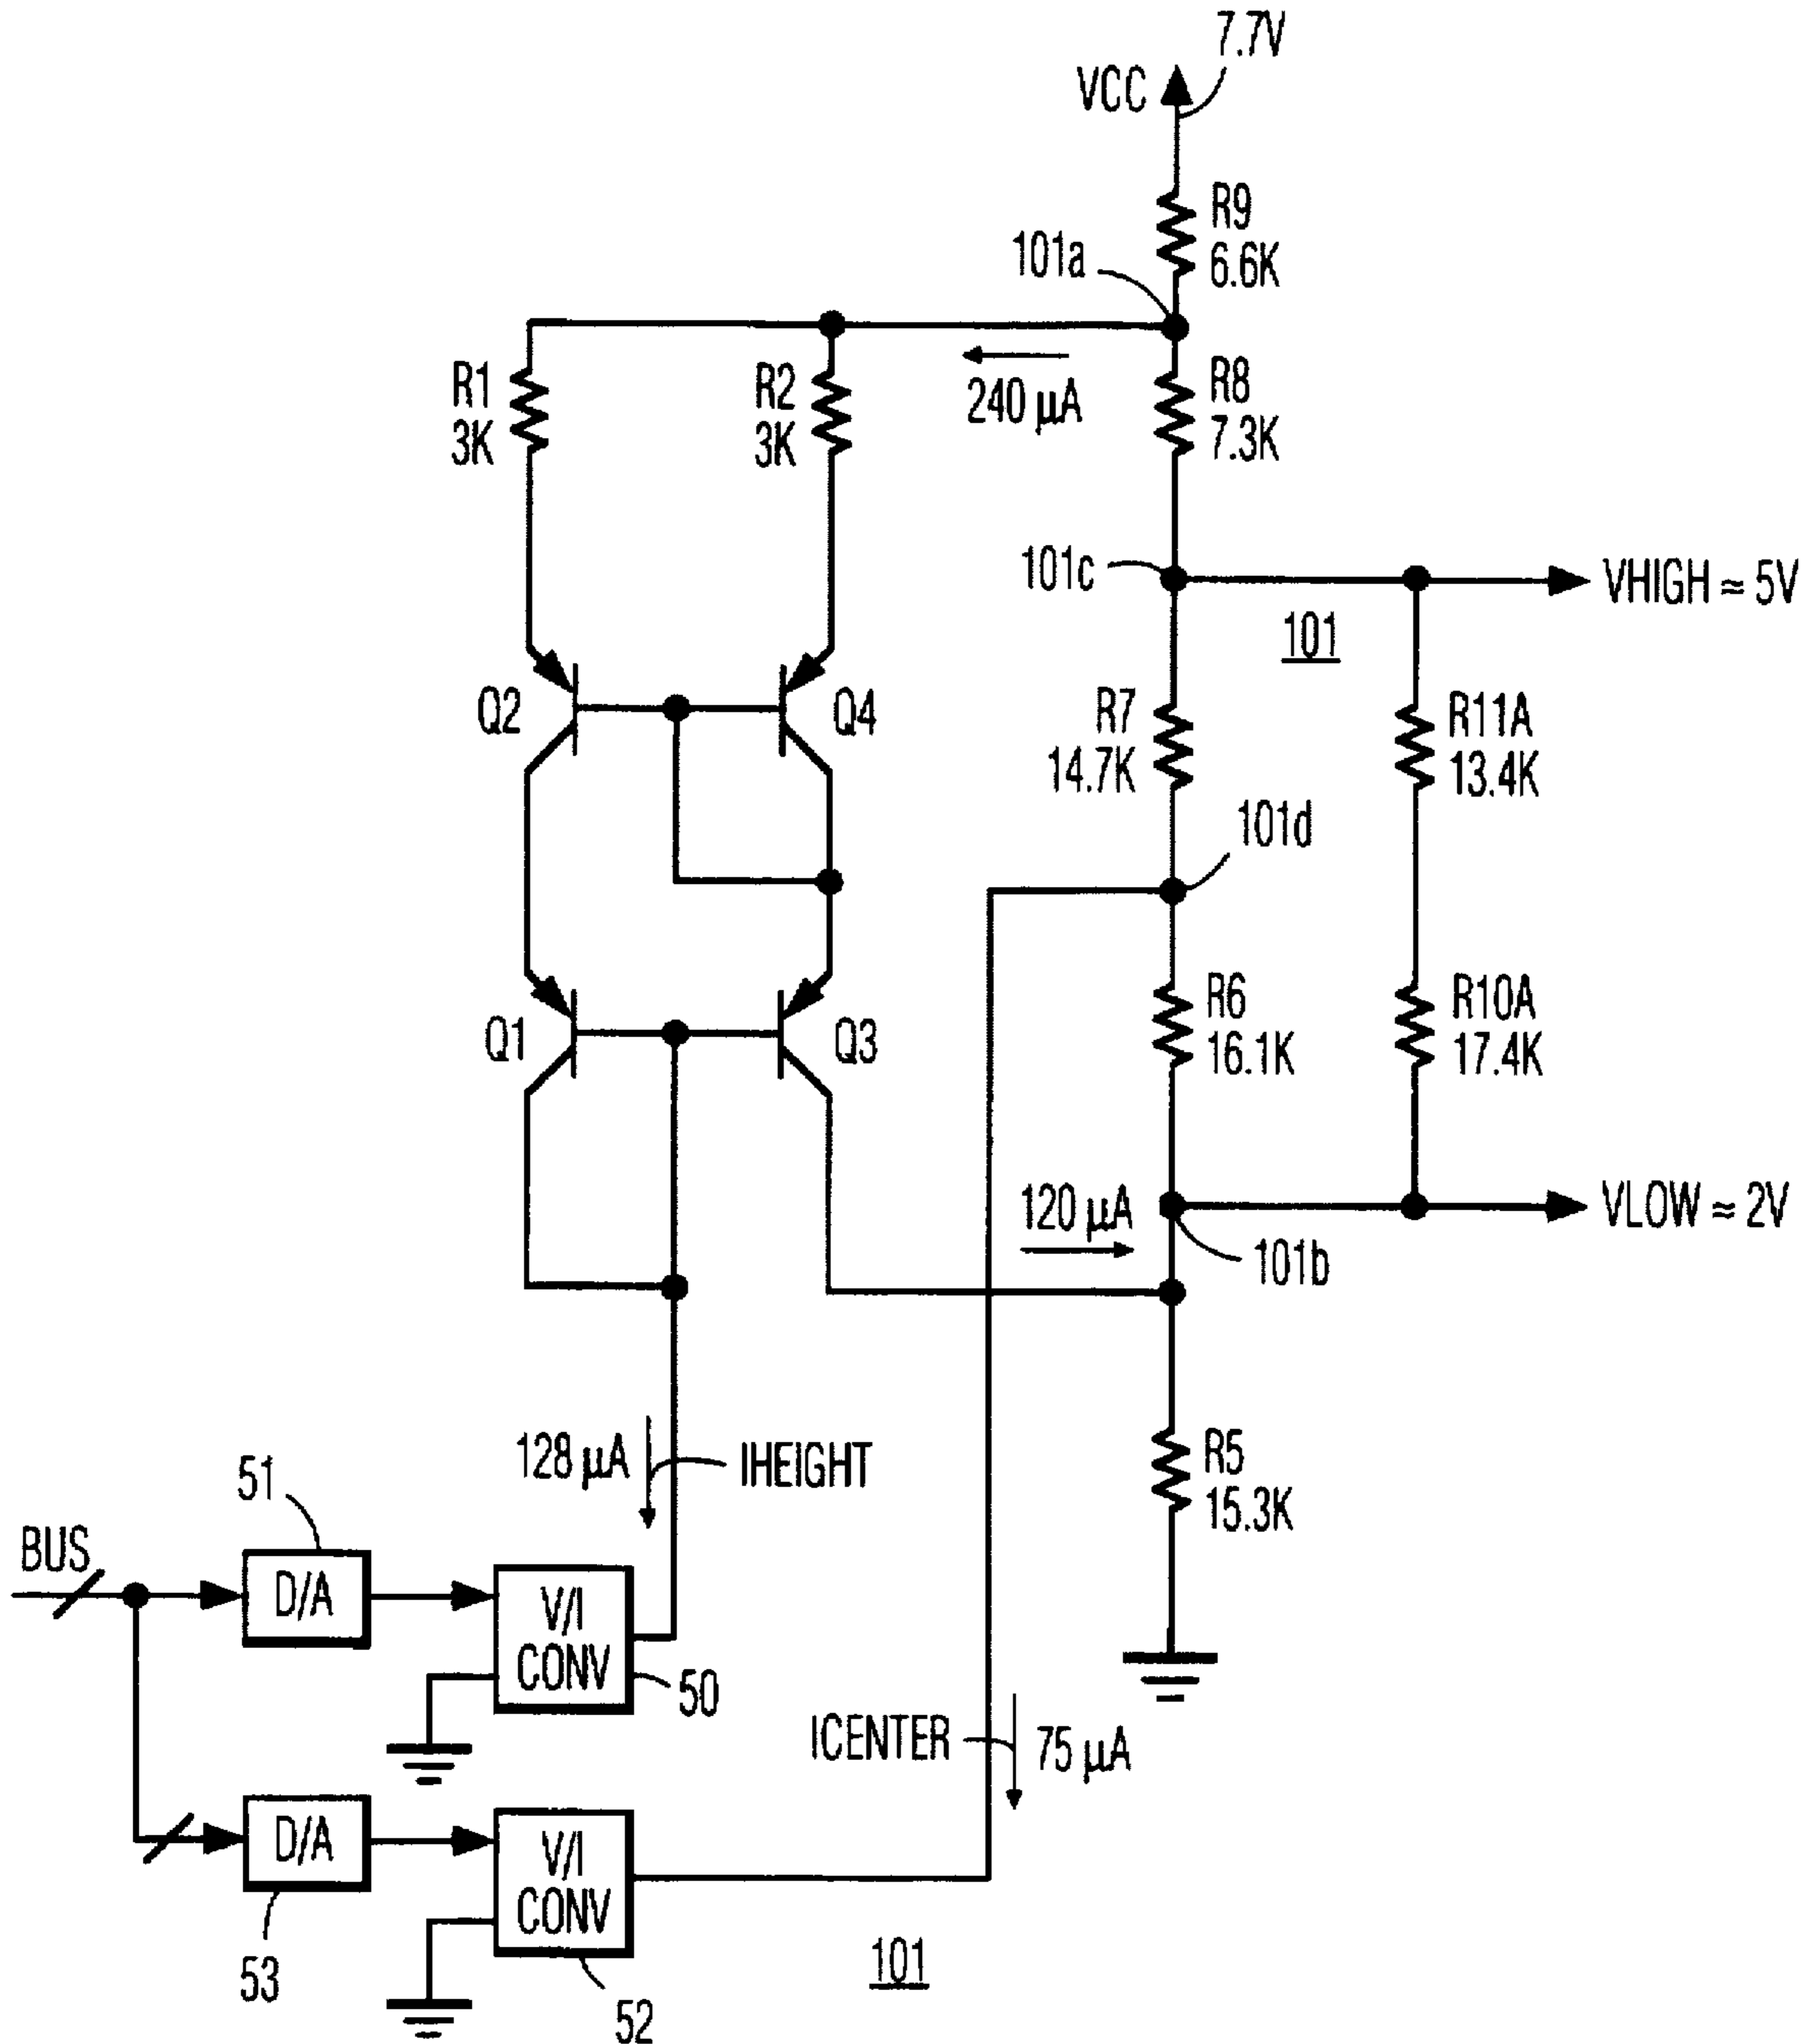 7.7V
VCC
R9
6.6K
101a
R1
3K
R2
3K
240 μA
R8
7.3K
101c
VHIGH ≃ 5V
101
Q2
Q4
R7
14.7K
R11A
13.4K
101d
Q1
Q3
R6
16.1K
R10A
17.4K
120 μA
VLOW ≃ 2V
101b
128 μA
IHEIGHT
R5
15.3K
51
BUS
D/A
V/I
CONV
50
ICENTER
75 μA
D/A
V/I
CONV
53
52
101